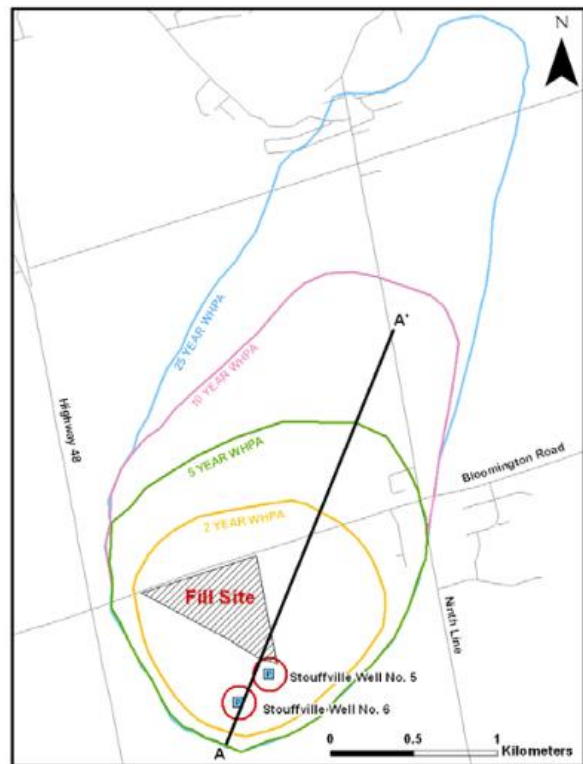 N
25 YEAR WHPA
10 YEAR WHPA
A'
Highway 48
5 YEAR WHPA
Bloomington Road
2 YEAR WHPA
Fill Site
Ninth Line
Stouffville Well No. 5
Stouffville Well No. 6
A
0 0.5 1
Kilometers